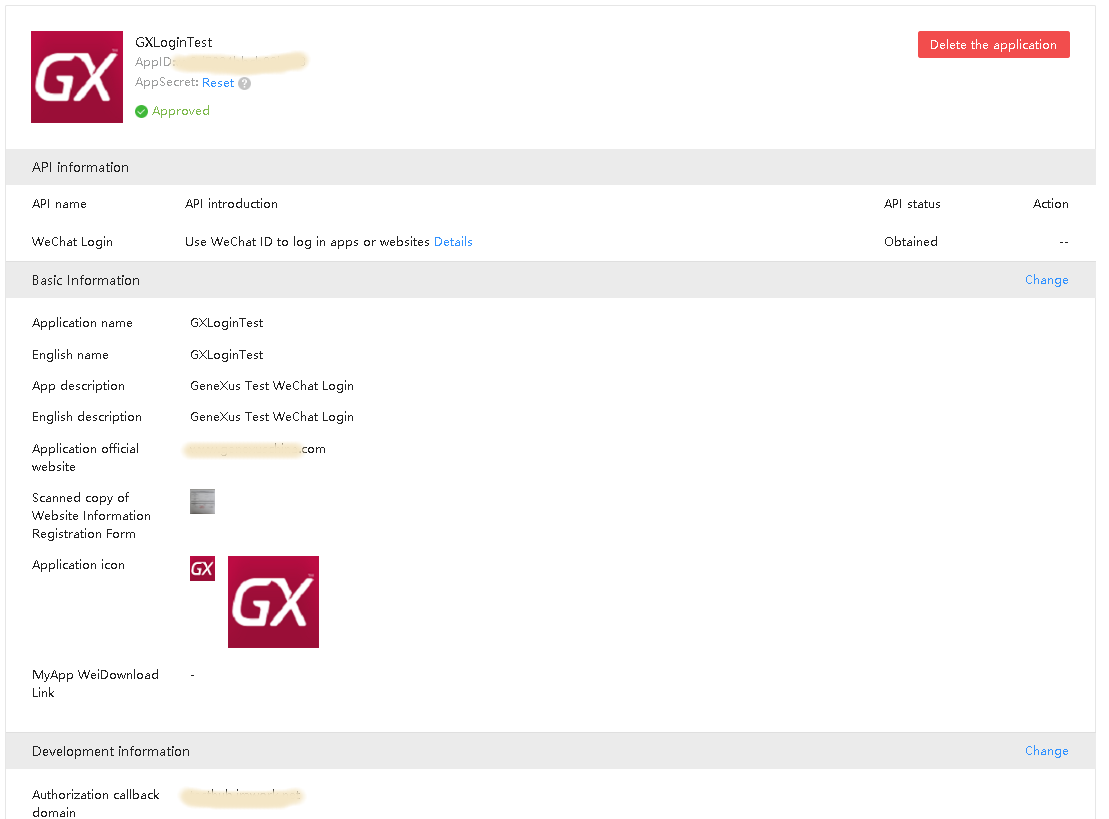 GX
GXLoginTest
Delete the application
AppID:
AppSecret: Reset ?
Approved
API information
API name API introduction API status Action
WeChat Login Use WeChat ID to log in apps or websites Details Obtained --
Basic Information Change
Application name GXLoginTest
English name GXLoginTest
App description GeneXus Test WeChat Login
English description GeneXus Test WeChat Login
Application official .com
website
Scanned copy of
Website Information
Registration Form
Application icon GX GX
MyApp WeiDownload -
Link
Development information Change
Authorization callback
domain